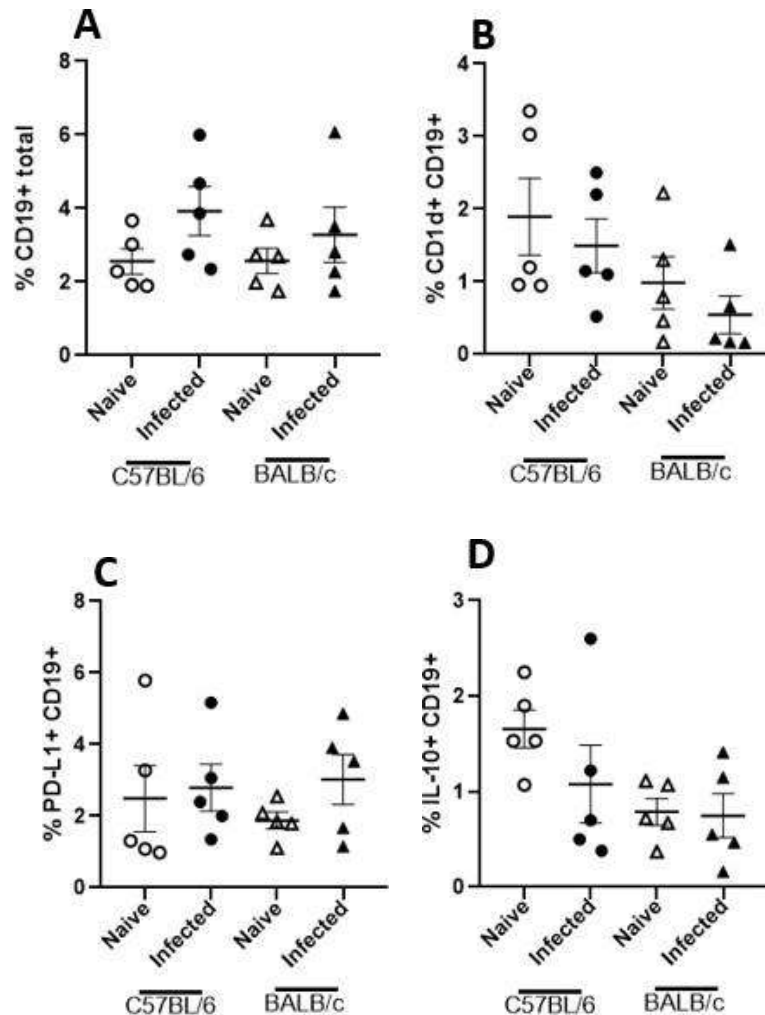 A
% CD19+ total
8
6
4
2
0
Naive
Infected
Naive
Infected
C57BL/6
BALB/c
B
% CD1d+ CD19+
4
3
2
1
0
Naive
Infected
Naive
Infected
C57BL/6
BALB/c
C
% PD-L1+ CD19+
8
6
4
2
0
Naive
Infected
Naive
Infected
C57BL/6
BALB/c
D
% IL-10+ CD19+
3
2
1
0
Naive
Infected
Naive
Infected
C57BL/6
BALB/c